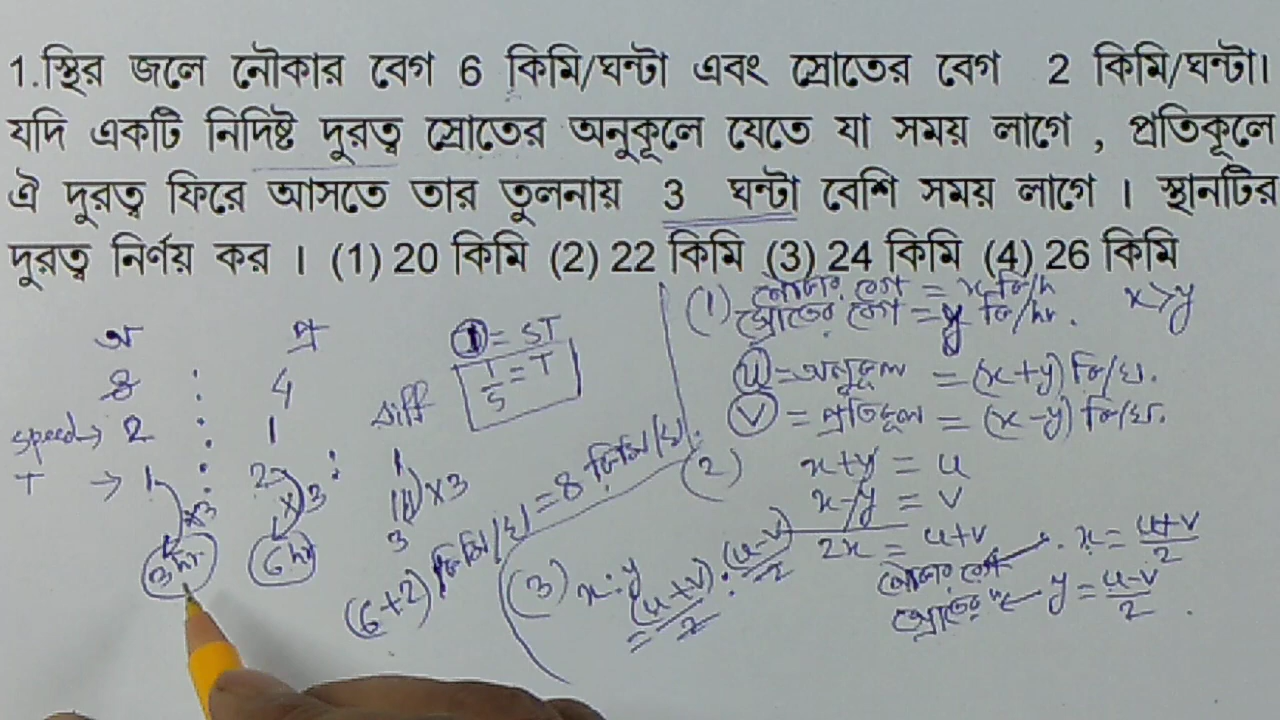 1.স্থির জলে নৌকার বেগ 6 কিমি/ঘন্টা এবং স্রোতের বেগ 2 কিমি/ঘন্টা।
যদি একটি নির্দিষ্ট দুরত্ব স্রোতের অনুকূলে যেতে যা সময় লাগে , প্রতিকূলে
ঐ দুরত্ব ফিরে আসতে তার তুলনায় 3 ঘন্টা বেশি সময় লাগে । স্থানটির
দুরত্ব নির্ণয় কর । (1) 20 কিমি (2) 22 কিমি (3) 24 কিমি (4) 26 কিমি
অ প্র
8 : 4
speed→ 2 : 1 Diff
T → 1 : 2 : 1
×3 ×3 ×3
3hr 6hr 3
1 = ST
1/S = T
(6+2) কিমি/ঘ = 8 কিমি/ঘ.
(1) নৌকার বেগ = x কি/h x>y
স্রোতের বেগ = y কি/hr.
u = অনুকূল = (x+y) কি/ঘ.
v = প্রতিকূল = (x-y) কি/ঘ.
(2) x+y = u
x-y = v
2x = u+v
নৌকার বেগ ← x = u+v/2
স্রোতের " ← y = u-v/2
(3) x : y
= (u+v)/2 : (u-v)/2